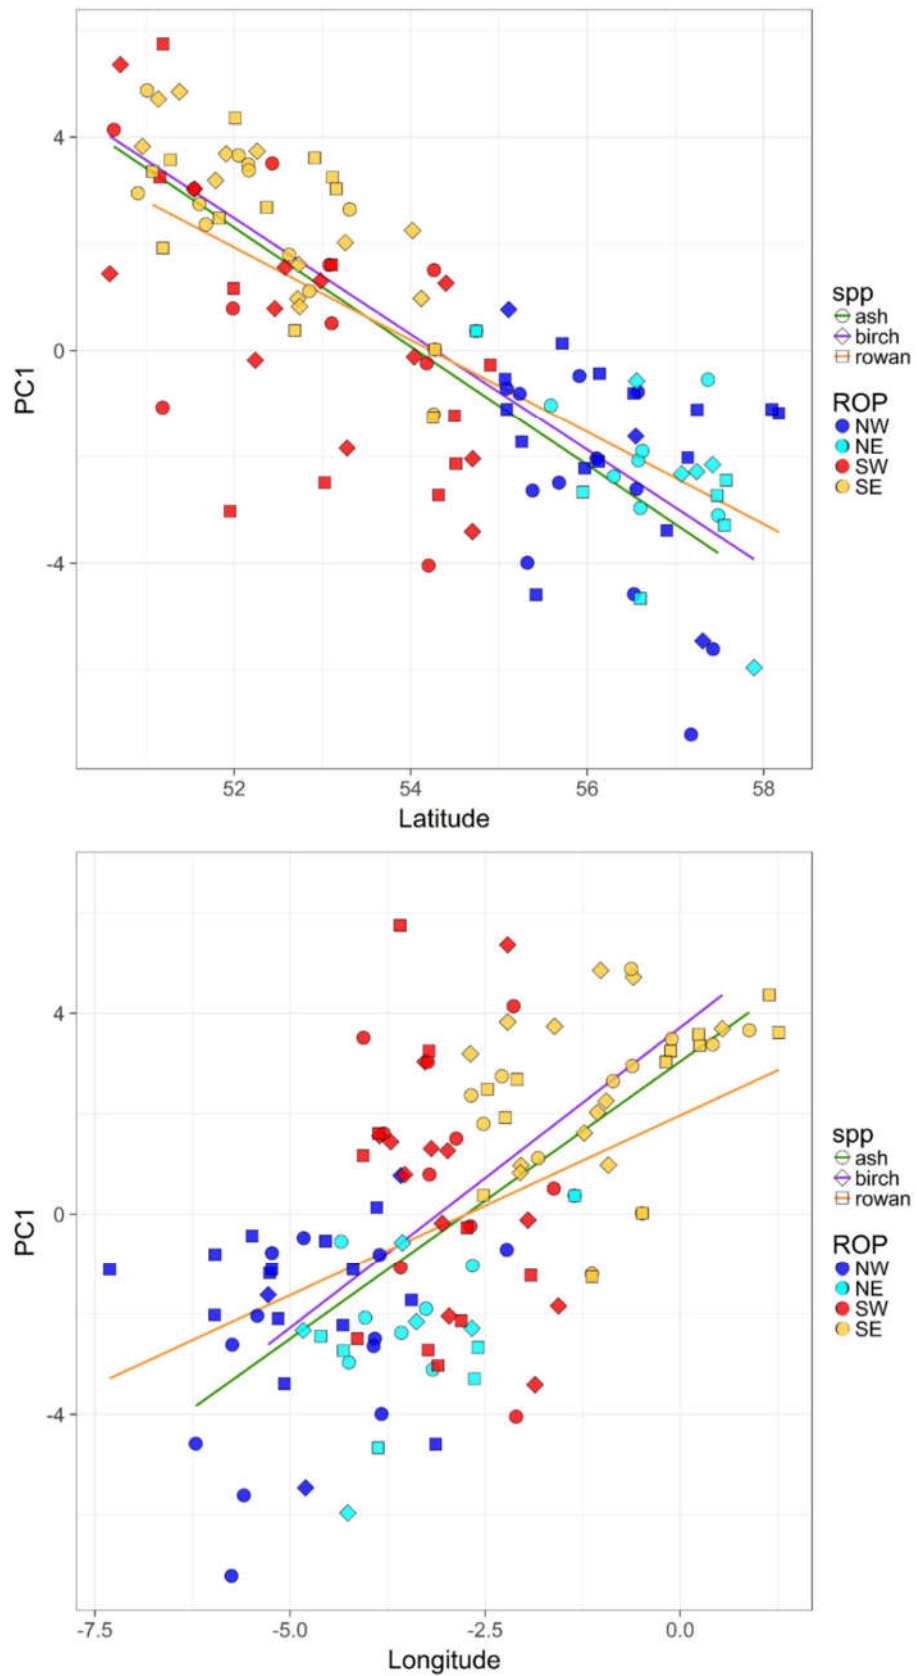 4
0
-4
PC1
52
54
56
58
Latitude
spp
ash
birch
rowan
ROP
NW
NE
SW
SE
4
0
-4
PC1
-7.5
-5.0
-2.5
0.0
Longitude
spp
ash
birch
rowan
ROP
NW
NE
SW
SE